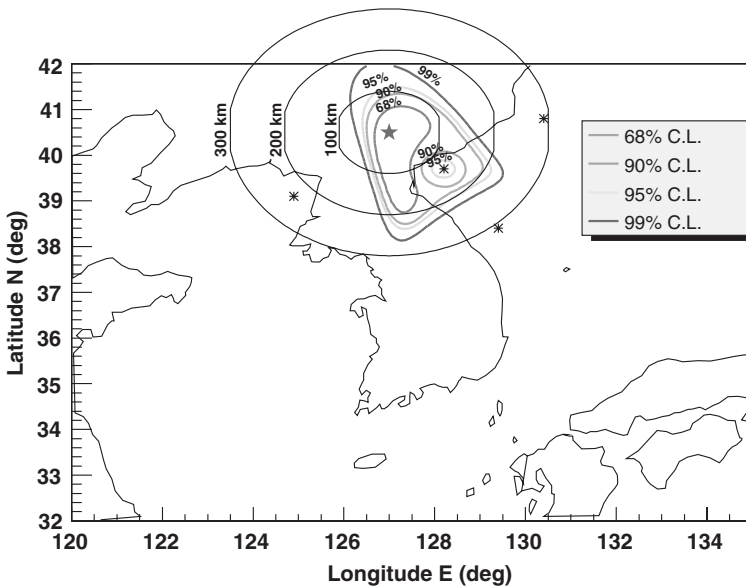 42
41
40
39
38
37
36
35
34
33
32
120
122
124
126
128
130
132
134
Latitude N (deg)
Longitude E (deg)
300 km
200 km
100 km
95%
90%
68%
99%
90%
95%
68% C.L.
90% C.L.
95% C.L.
99% C.L.